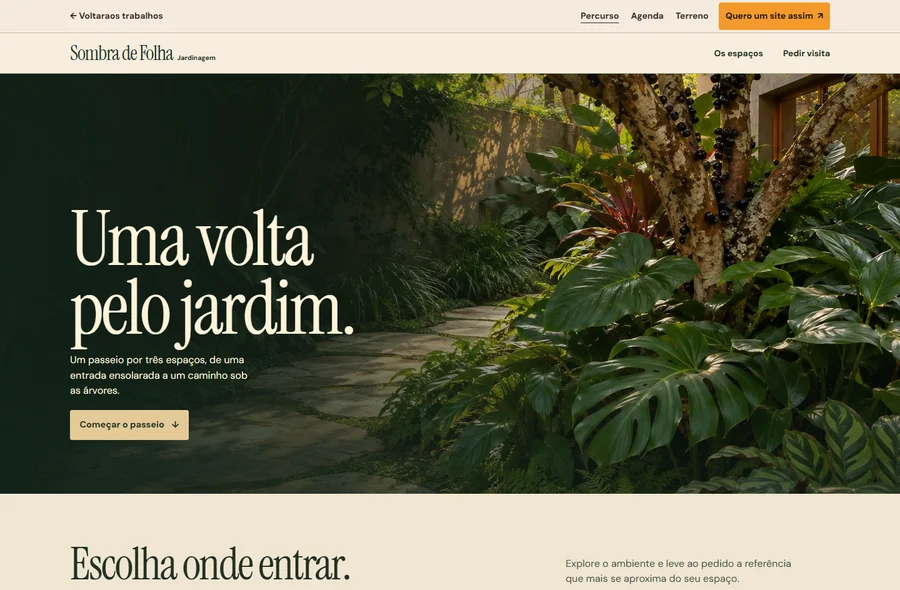 ← Voltaraos trabalhos
Percurso
Agenda
Terreno
Quero um site assim ↗
Sombra de Folha Jardinagem
Os espaços
Pedir visita
Uma volta
pelo jardim.
Um passeio por três espaços, de uma
entrada ensolarada a um caminho sob
as árvores.
Começar o passeio ↓
Escolha onde entrar.
Explore o ambiente e leve ao pedido a referência
que mais se aproxima do seu espaço.